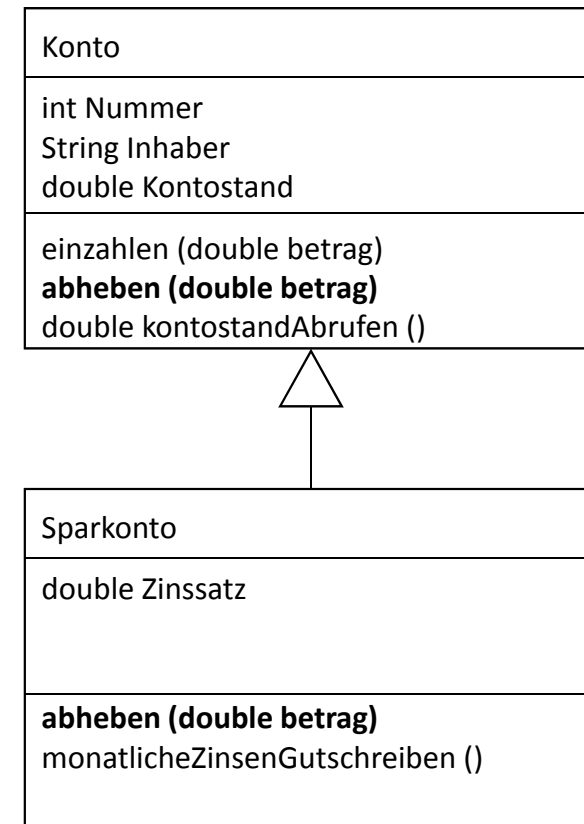 Konto
int Nummer
String Inhaber
double Kontostand
einzahlen (double betrag)
abheben (double betrag)
double kontostandAbrufen ()
Sparkonto
double Zinssatz
abheben (double betrag)
monatlicheZinsenGutschreiben ()